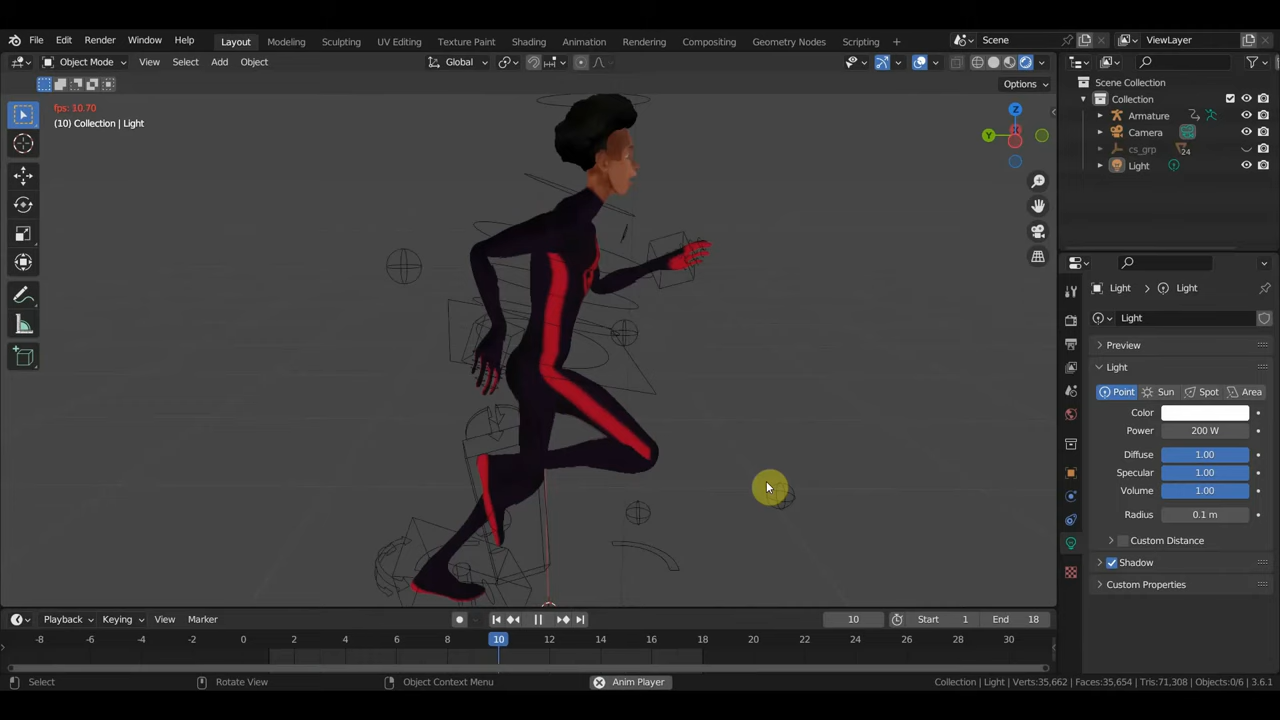 File Edit Render Window Help Layout Modeling Sculpting UV Editing Texture Paint Shading Animation Rendering Compositing Geometry Nodes Scripting + Scene ViewLayer
Object Mode View Select Add Object Global
Options
fps: 10.70
(10) Collection | Light
Z
Y
Scene Collection
Collection
Armature
Camera
cs_grp 24
Light
Light > Light
Light
Preview
Light
Point Sun Spot Area
Color
Power 200 W
Diffuse 1.00
Specular 1.00
Volume 1.00
Radius 0.1 m
Custom Distance
Shadow
Custom Properties
Playback Keying View Marker 10 Start 1 End 18
-8 -6 -4 -2 0 2 4 6 8 10 12 14 16 18 20 22 24 26 28 30
Select Rotate View Object Context Menu Anim Player Collection | Light | Verts:35,662 | Faces:35,654 | Tris:71,308 | Objects:0/6 | 3.6.1